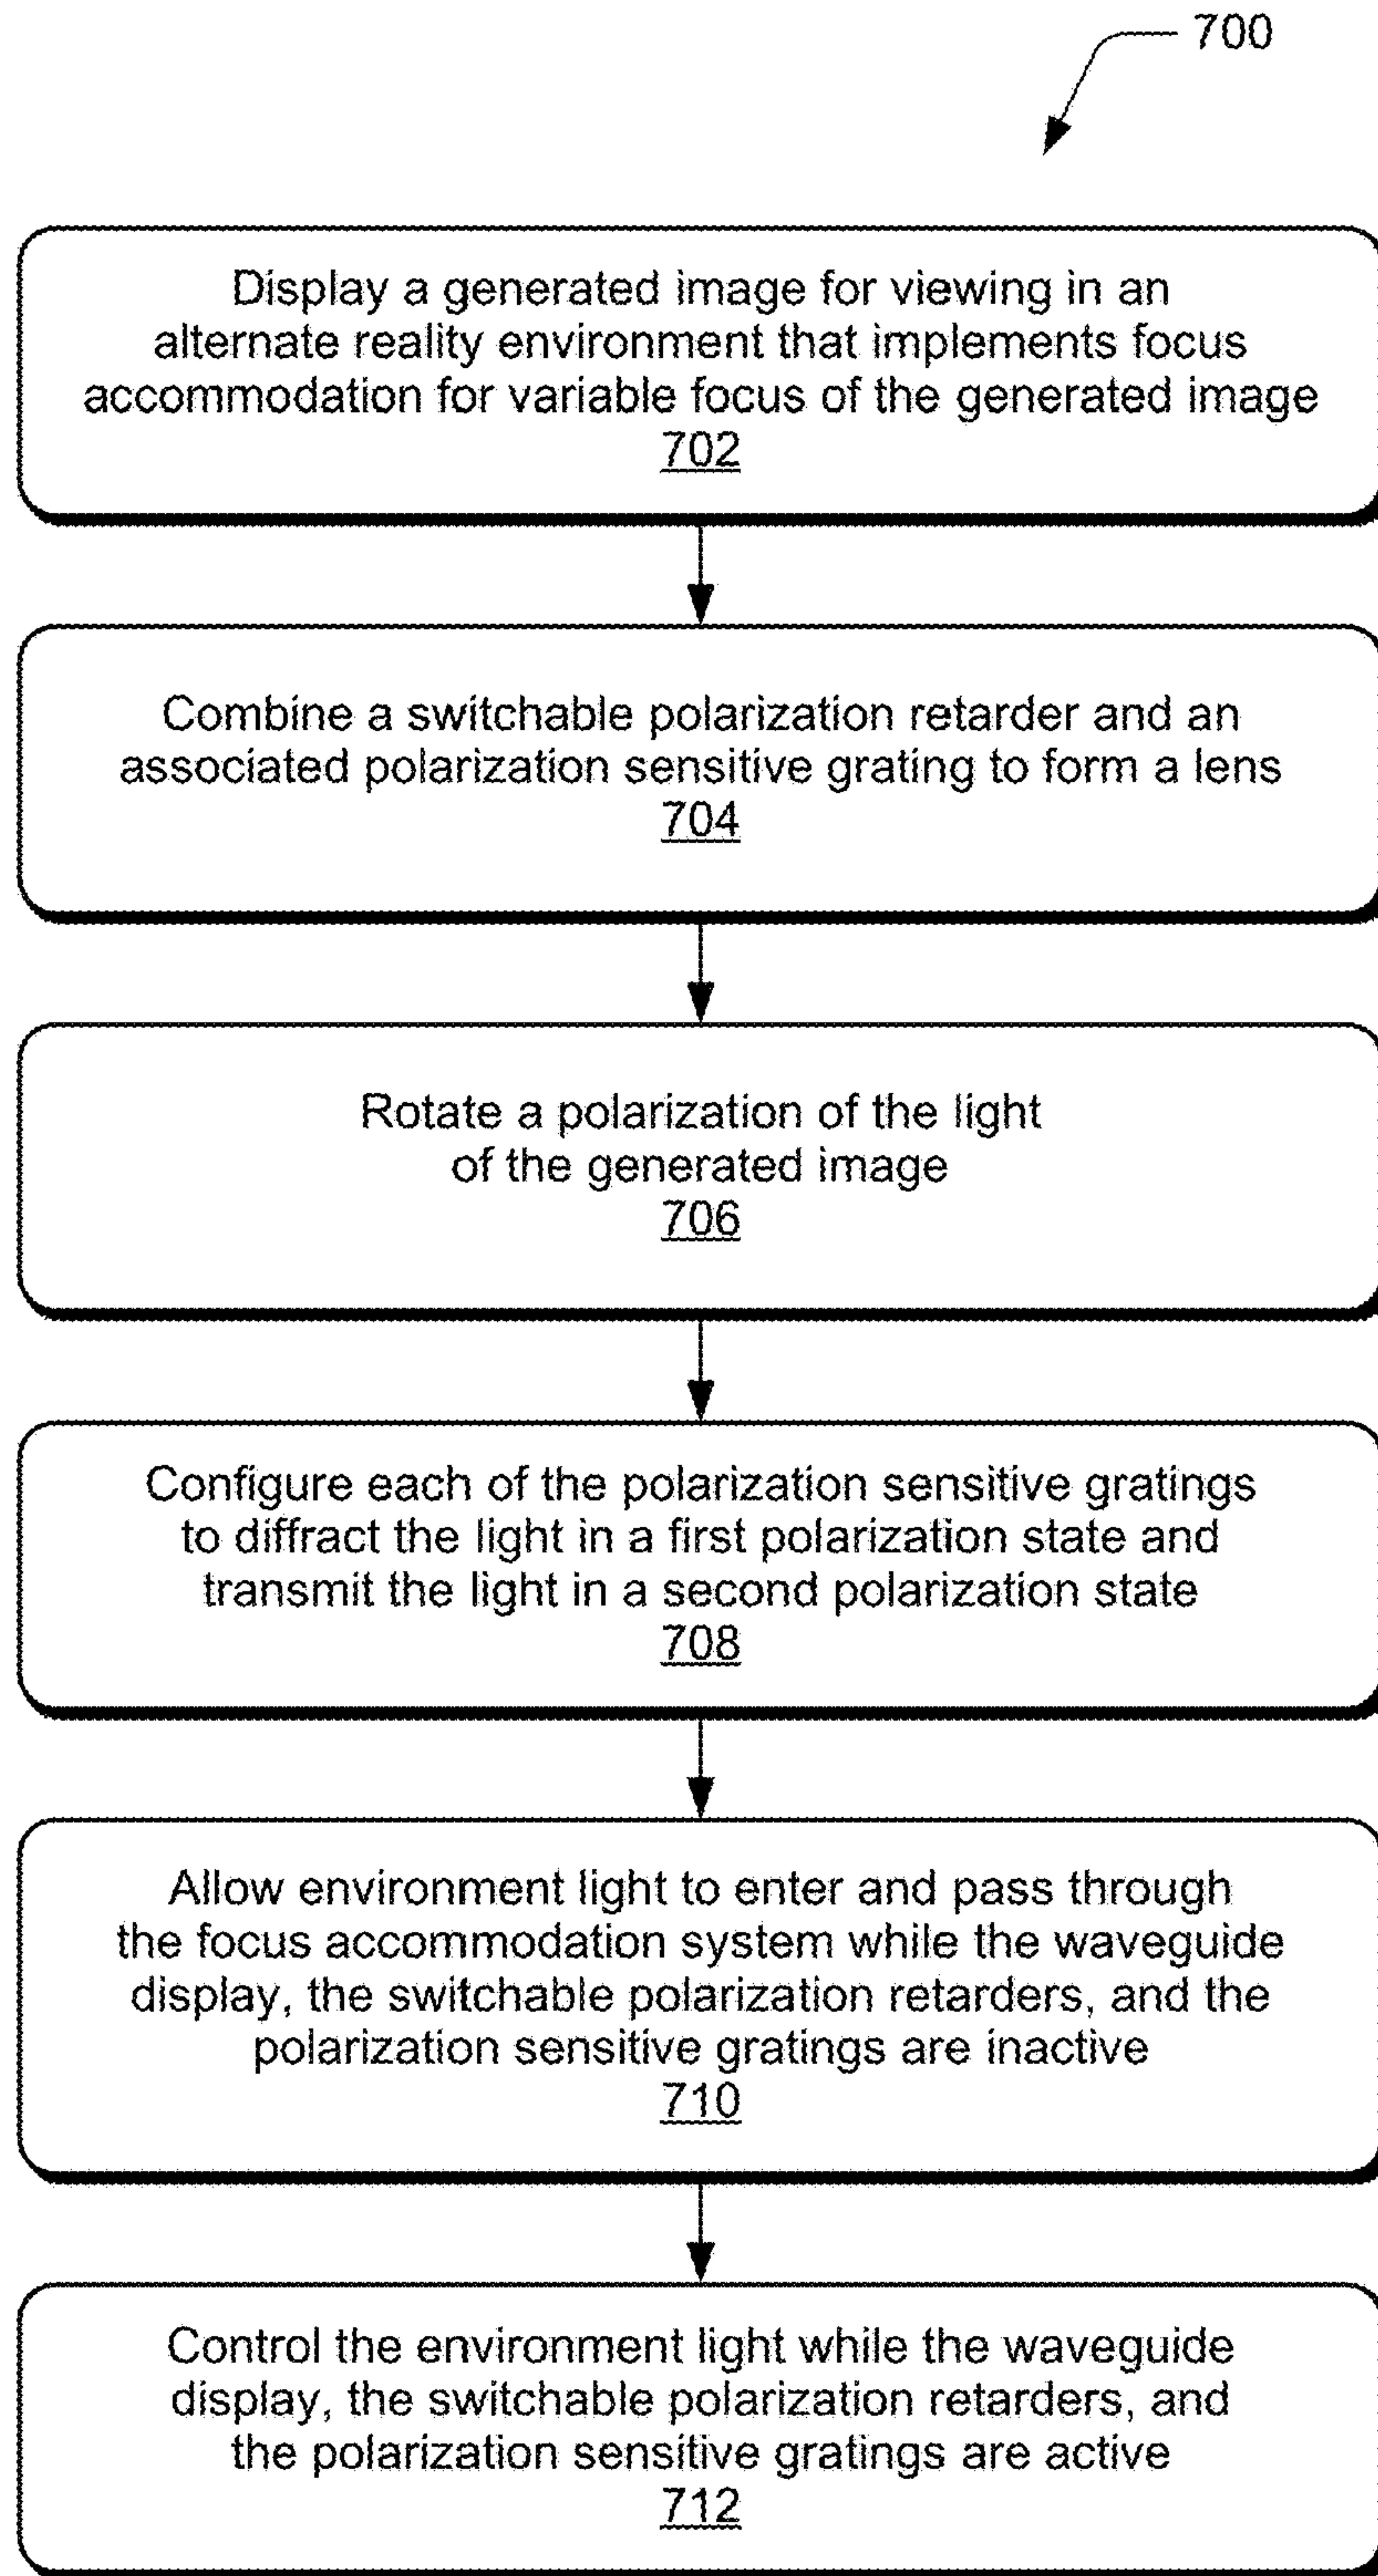 700
Display a generated image for viewing in an
alternate reality environment that implements focus
accommodation for variable focus of the generated image
702
Combine a switchable polarization retarder and an
associated polarization sensitive grating to form a lens
704
Rotate a polarization of the light
of the generated image
706
Configure each of the polarization sensitive gratings
to diffract the light in a first polarization state and
transmit the light in a second polarization state
708
Allow environment light to enter and pass through
the focus accommodation system while the waveguide
display, the switchable polarization retarders, and the
polarization sensitive gratings are inactive
710
Control the environment light while the waveguide
display, the switchable polarization retarders, and
the polarization sensitive gratings are active
712